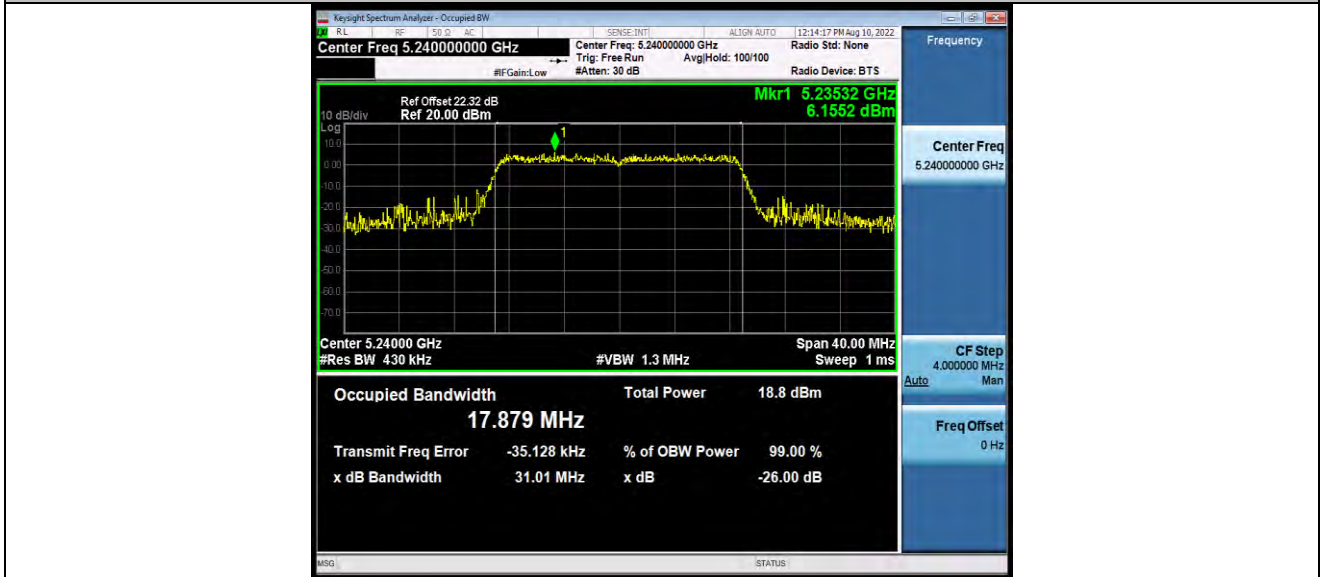 Keysight Spectrum Analyzer - Occupied BW
RL RF 50 Ω AC SENSE:INT ALIGN AUTO 12:14:17 PM Aug 10, 2022
Center Freq 5.240000000 GHz
Center Freq: 5.240000000 GHz
Radio Std: None
Trig: Free Run Avg|Hold: 100/100
#IFGain:Low #Atten: 30 dB Radio Device: BTS
Frequency
Mkr1 5.23532 GHz
6.1552 dBm
Ref Offset 22.32 dB
10 dB/div Ref 20.00 dBm
Log
10.0
1
0.00
-10.0
-20.0
-30.0
-40.0
-50.0
-60.0
-70.0
Center 5.24000 GHz Span 40.00 MHz
#Res BW 430 kHz #VBW 1.3 MHz Sweep 1 ms
Center Freq
5.240000000 GHz
CF Step
4.000000 MHz
Auto Man
Freq Offset
0 Hz
Occupied Bandwidth Total Power 18.8 dBm
17.879 MHz
Transmit Freq Error -35.128 kHz % of OBW Power 99.00 %
x dB Bandwidth 31.01 MHz x dB -26.00 dB
MSG STATUS